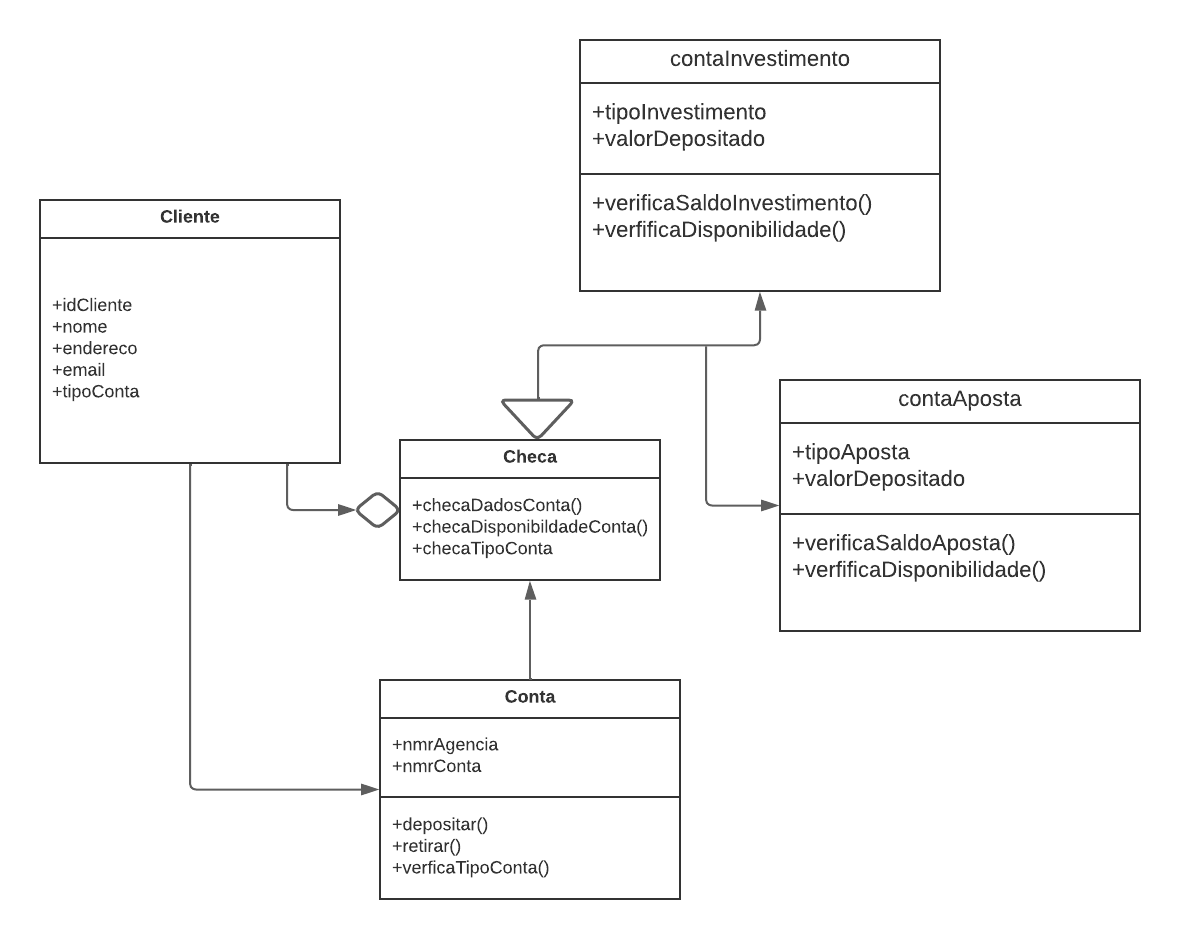 contaInvestimento
+tipoInvestimento
+valorDepositado
+verificaSaldoInvestimento()
+verfificaDisponibilidade()
Cliente
+idCliente
+nome
+endereco
+email
+tipoConta
contaAposta
+tipoAposta
+valorDepositado
+verificaSaldoAposta()
+verfificaDisponibilidade()
Checa
+checaDadosConta()
+checaDisponibildadeConta()
+checaTipoConta
Conta
+nmrAgencia
+nmrConta
+depositar()
+retirar()
+verficaTipoConta()